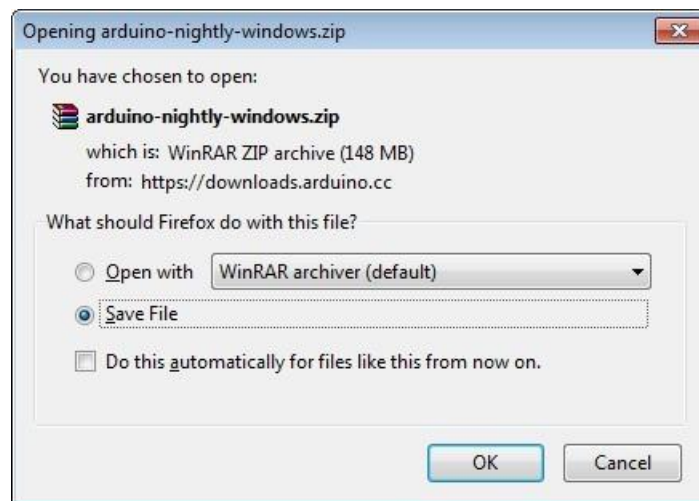 Opening arduino-nightly-windows.zip
You have chosen to open:
arduino-nightly-windows.zip
which is: WinRAR ZIP archive (148 MB)
from: https://downloads.arduino.cc
What should Firefox do with this file?
Open with WinRAR archiver (default)
Save File
Do this automatically for files like this from now on.
OK Cancel